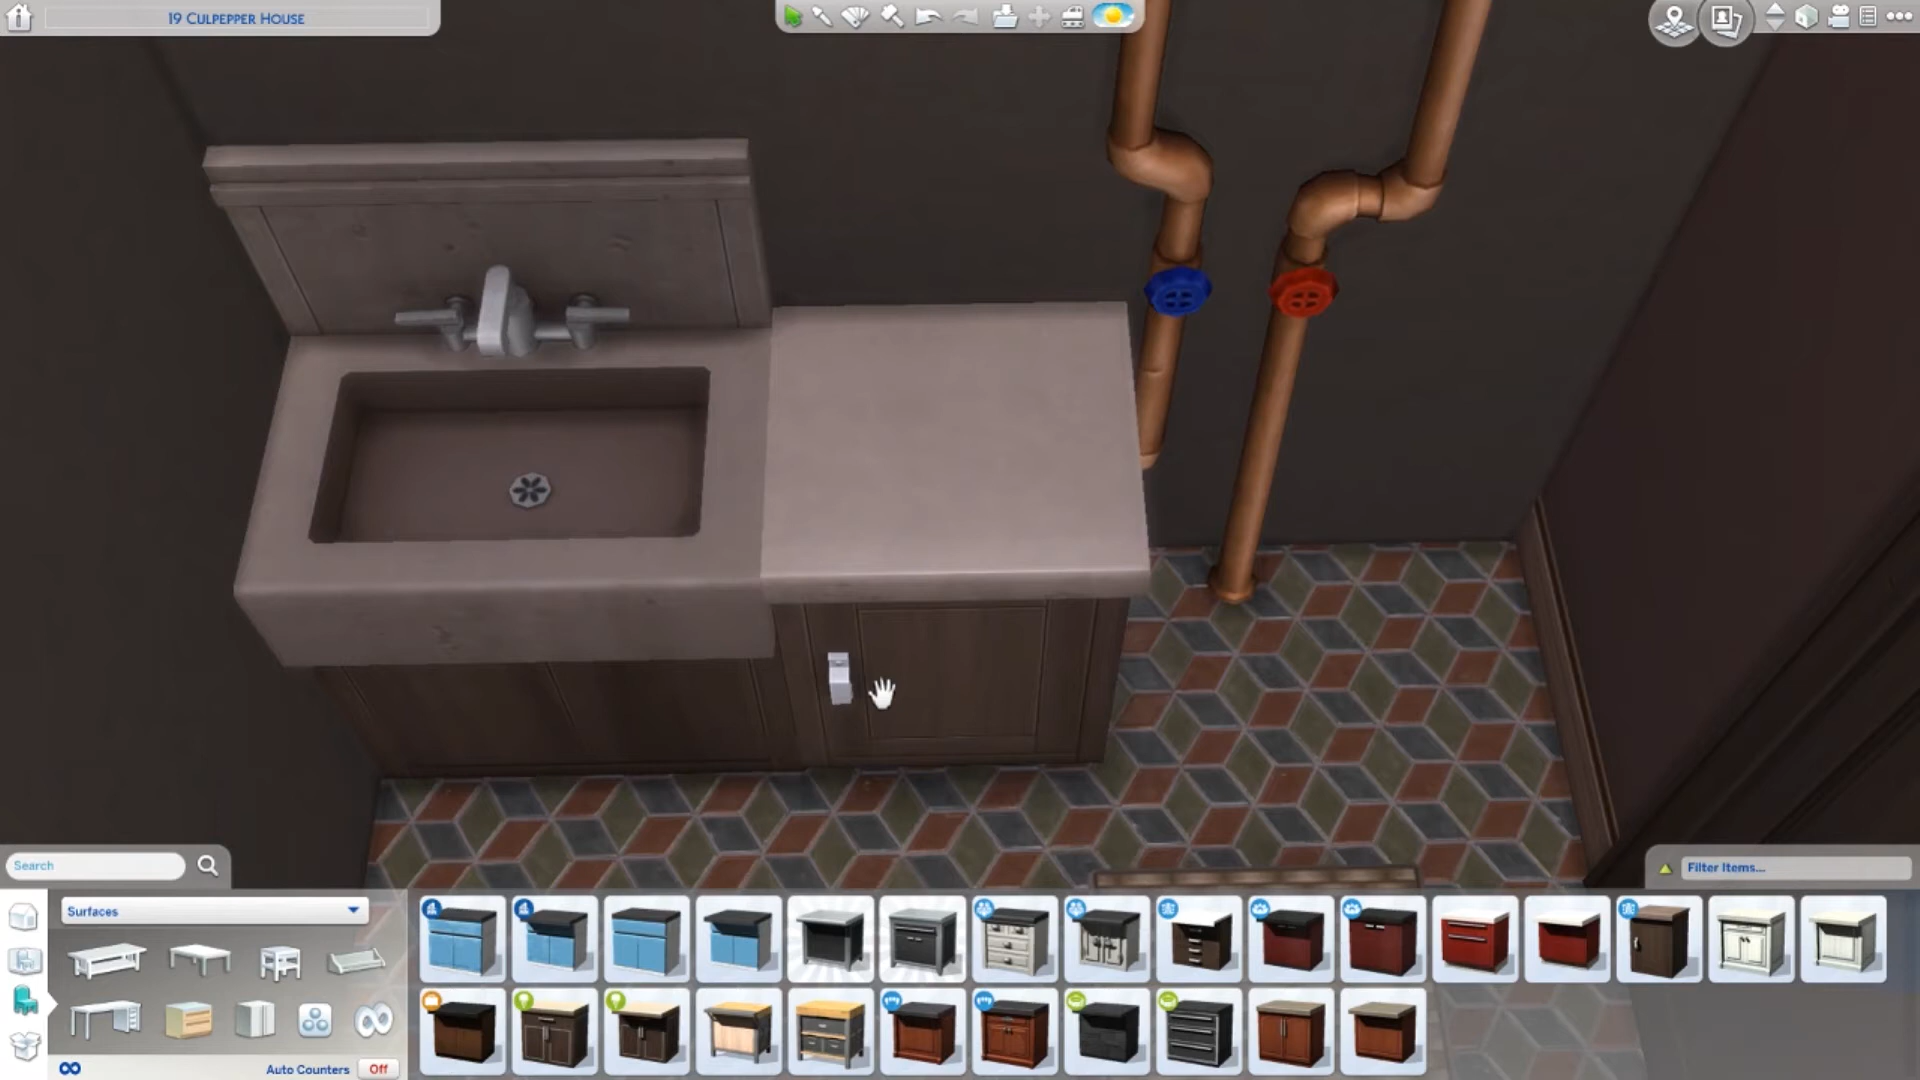 19 Culpepper House
Search
Filter Items...
Surfaces
Auto Counters Off